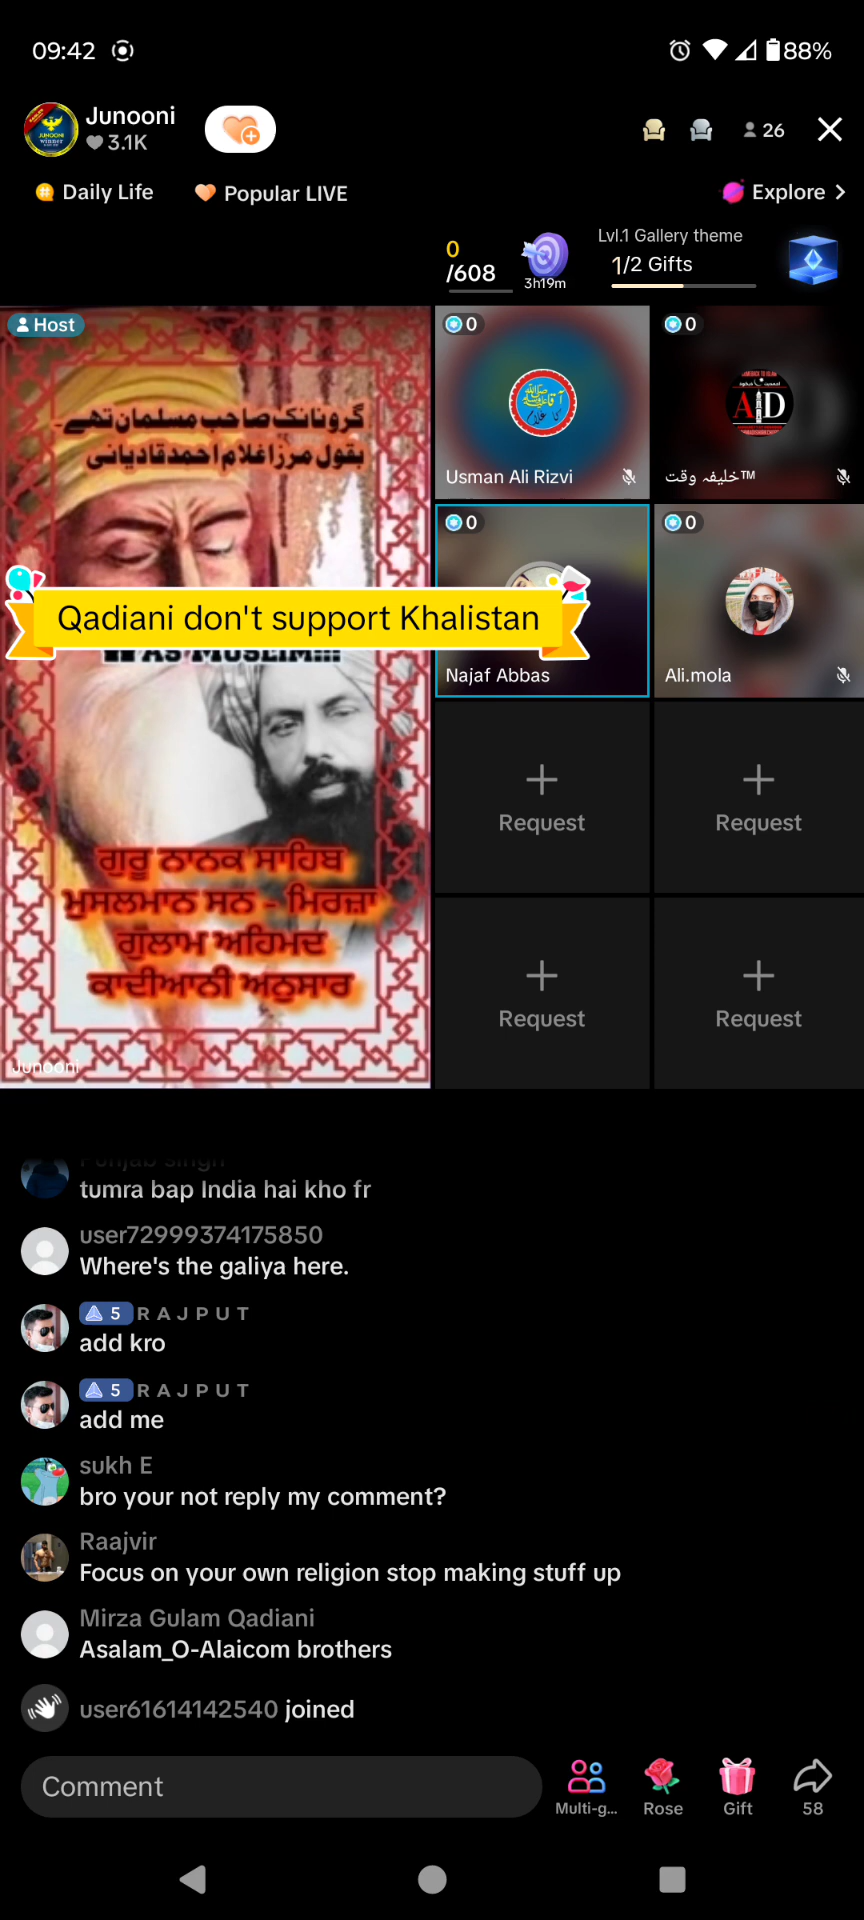 09:42
88%
Junooni
3.1K
26
Daily Life
Popular LIVE
Explore
0
/608
3h19m
Lvl.1 Gallery theme
1/2 Gifts
Host
گرونانک صاحب مسلمان تھے۔
بقول مرزا غلام احمد قادیانی
0
Usman Ali Rizvi
0
AID
خلیفہ وقت™
Qadiani don't support Khalistan
AS MUSLIM!!!
0
Najaf Abbas
0
Ali.mola
Request
Request
ਗੁਰੂ ਨਾਨਕ ਸਾਹਿਬ
ਮੁਸਲਮਾਨ ਸਨ - ਮਿਰਜ਼ਾ
ਗੁਲਾਮ ਅਹਿਮਦ
ਕਾਦੀਆਨੀ ਅਨੁਸਾਰ
Request
Request
Junooni
Punjab singh
tumra bap India hai kho fr
user72999374175850
Where's the galiya here.
5 R A J P U T
add kro
5 R A J P U T
add me
sukh E
bro your not reply my comment?
Raajvir
Focus on your own religion stop making stuff up
Mirza Gulam Qadiani
Asalam_O-Alaicom brothers
user61614142540 joined
Comment
Multi-g...
Rose
Gift
58